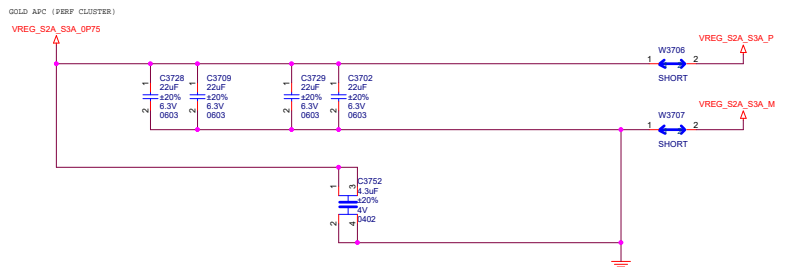 GOLD APC (PERF CLUSTER)
VREG_S2A_S3A_0P75
VREG_S2A_S3A_P
W3706
1 2
SHORT
C3728
22uF
±20%
6.3V
0603
1
2
C3709
22uF
±20%
6.3V
0603
1
2
C3729
22uF
±20%
6.3V
0603
1
2
C3702
22uF
±20%
6.3V
0603
1
2
VREG_S2A_S3A_M
W3707
1 2
SHORT
C3752
4.3uF
±20%
4V
0402
1 3
2 4